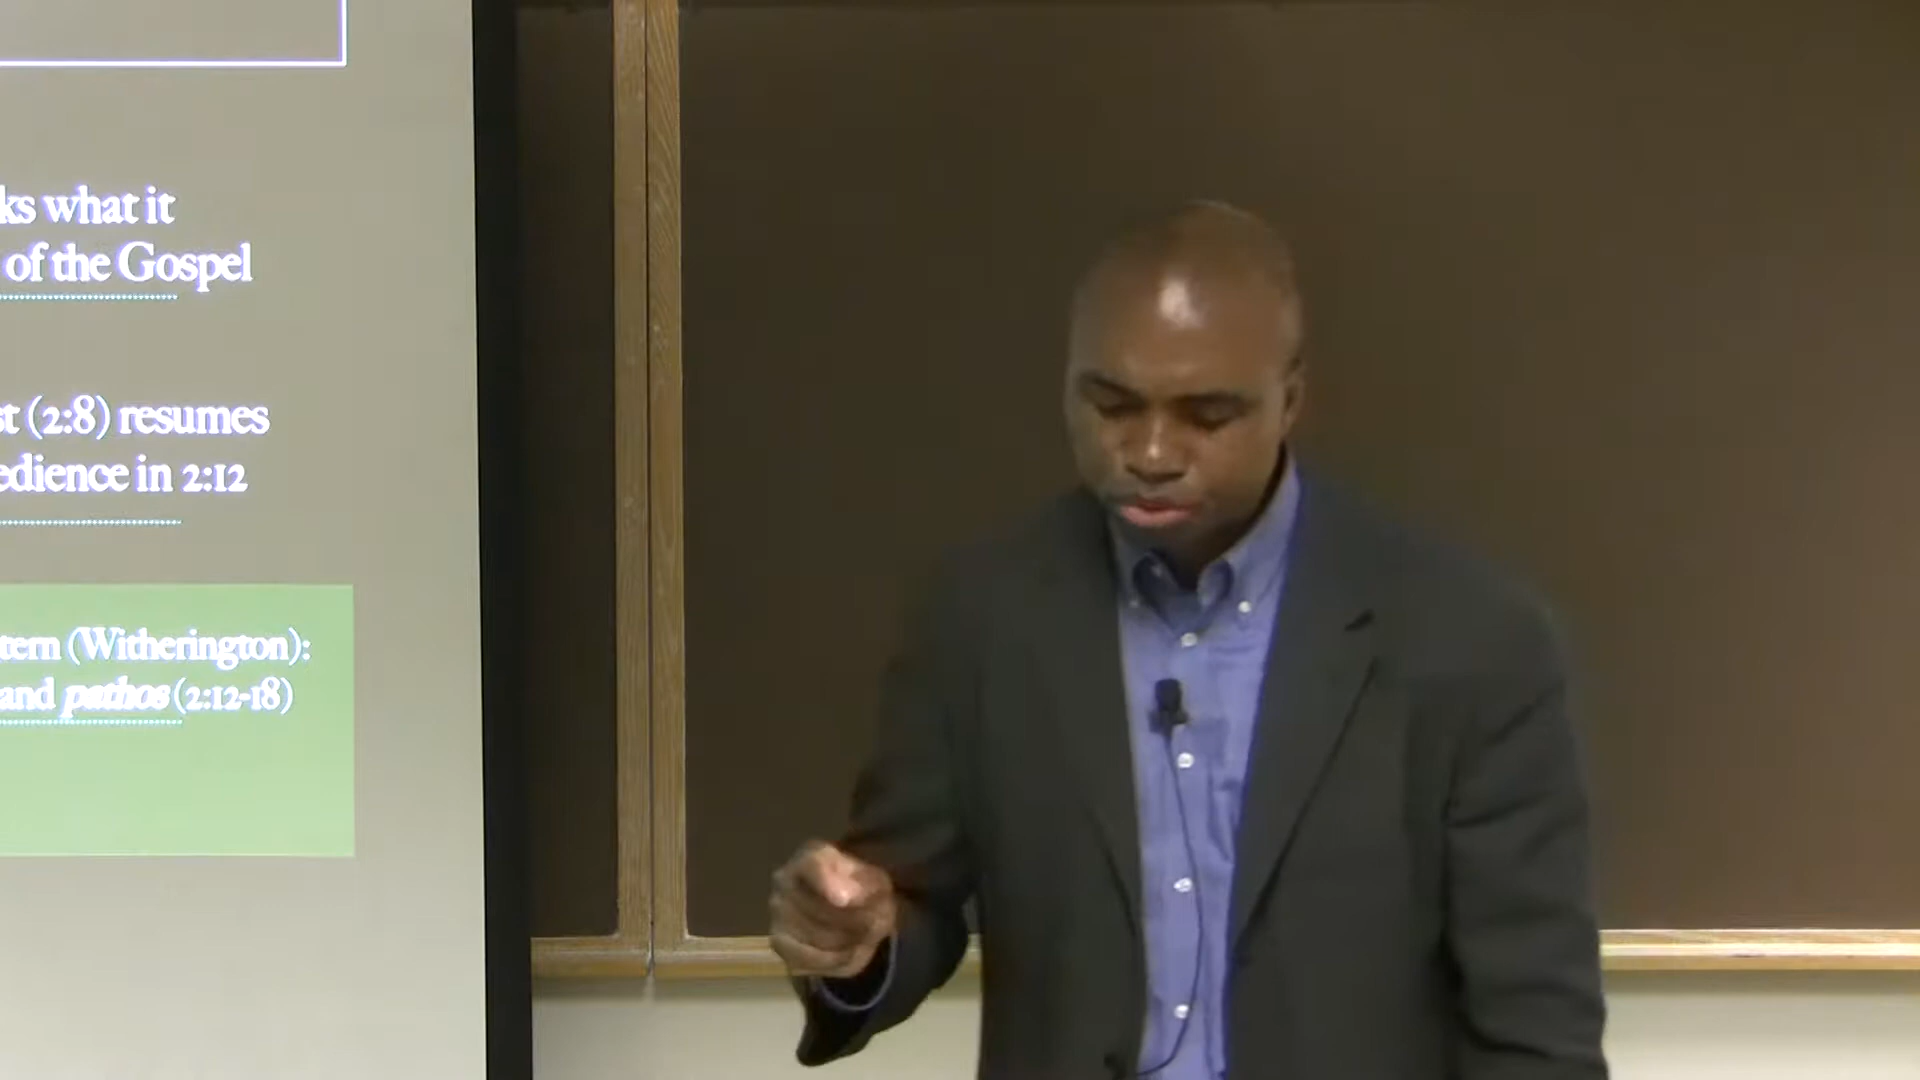 ks what it
of the Gospel
st (2:8) resumes
edience in 2:12
tern (Witherington):
and pathos (2:12-18)